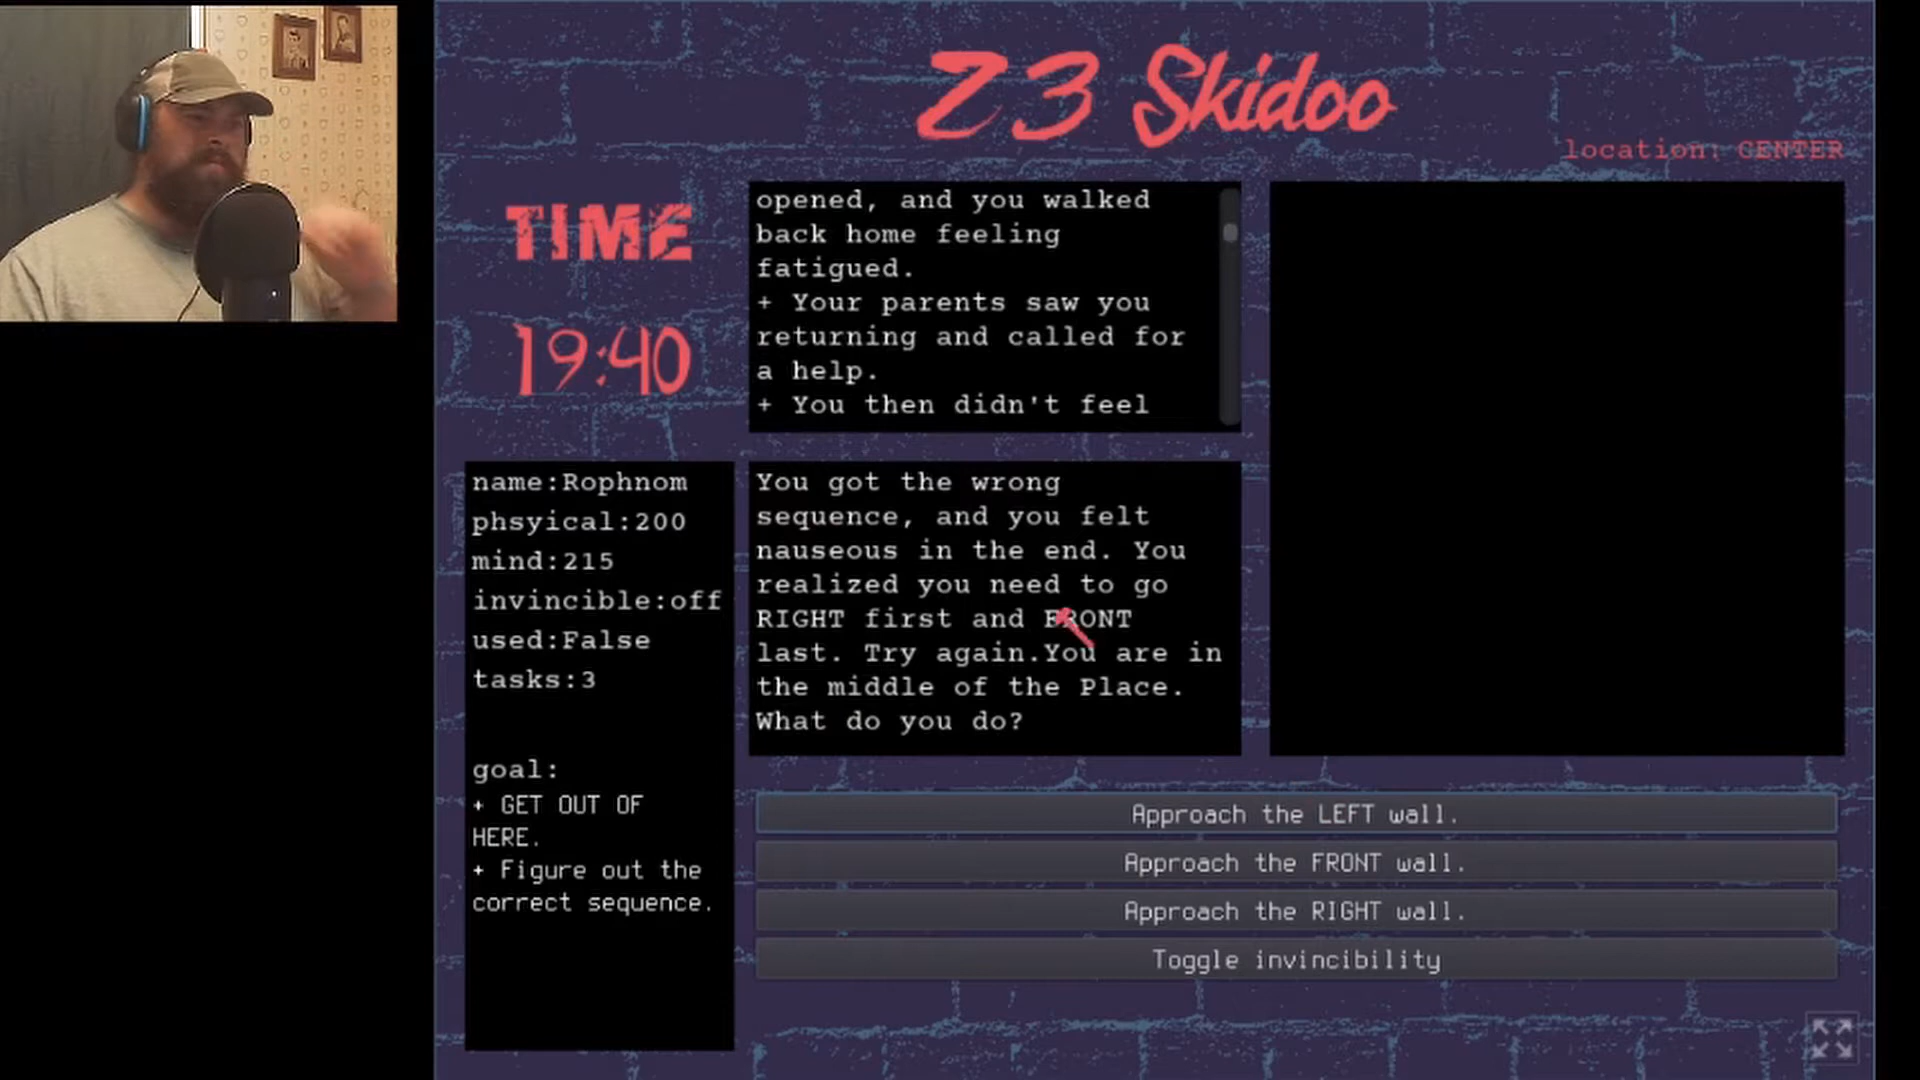 Z3 Skidoo
location: CENTER
TIME
19:40
opened, and you walked
back home feeling
fatigued.
+ Your parents saw you
returning and called for
a help.
+ You then didn't feel
name:Rophnom
phsyical:200
mind:215
invincible:off
used:False
tasks:3
goal:
+ GET OUT OF
HERE.
+ Figure out the
correct sequence.
You got the wrong
sequence, and you felt
nauseous in the end. You
realized you need to go
RIGHT first and FRONT
last. Try again.You are in
the middle of the Place.
What do you do?
Approach the LEFT wall.
Approach the FRONT wall.
Approach the RIGHT wall.
Toggle invincibility